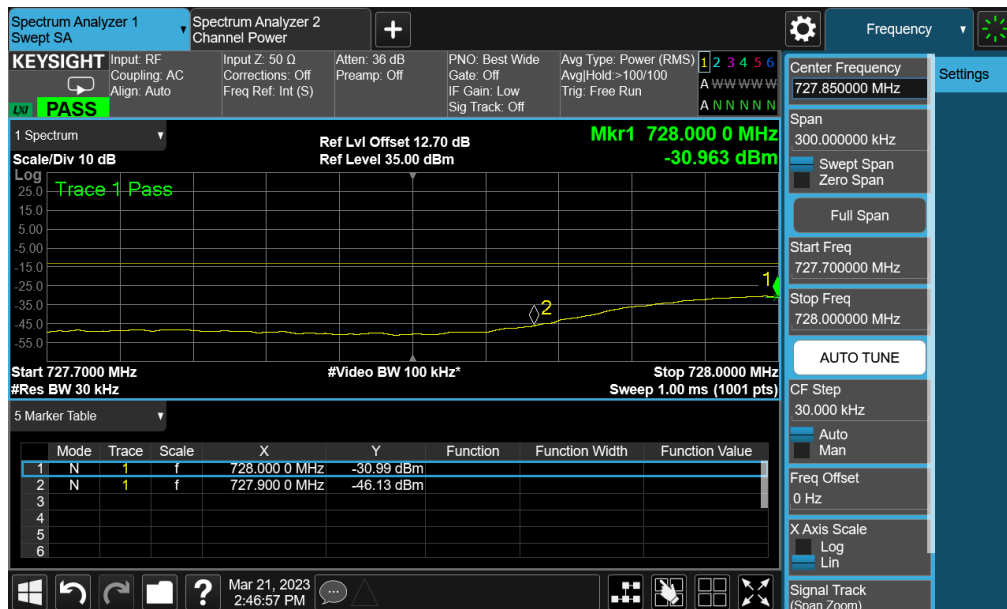 Spectrum Analyzer 1
Swept SA
Spectrum Analyzer 2
Channel Power
+
Frequency
KEYSIGHT
Input: RF
Coupling: AC
Align: Auto
Input Z: 50 Ω
Corrections: Off
Freq Ref: Int (S)
Atten: 36 dB
Preamp: Off
PNO: Best Wide
Gate: Off
IF Gain: Low
Sig Track: Off
Avg Type: Power (RMS)
Avg|Hold:>100/100
Trig: Free Run
1 2 3 4 5 6
A W W W W W
A N N N N N
LXI PASS
1 Spectrum
Scale/Div 10 dB
Ref Lvl Offset 12.70 dB
Ref Level 35.00 dBm
Mkr1 728.000 0 MHz
-30.963 dBm
Log
Trace 1 Pass
25.0
15.0
5.00
-5.00
-15.0
-25.0
-35.0
-45.0
-55.0
1
2
Start 727.7000 MHz
#Res BW 30 kHz
#Video BW 100 kHz*
Stop 728.0000 MHz
Sweep 1.00 ms (1001 pts)
5 Marker Table
Mode Trace Scale X Y Function Function Width Function Value
1 N 1 f 728.000 0 MHz -30.99 dBm
2 N 1 f 727.900 0 MHz -46.13 dBm
3
4
5
6
?
Mar 21, 2023
2:46:57 PM
Center Frequency
727.850000 MHz
Settings
Span
300.000000 kHz
Swept Span
Zero Span
Full Span
Start Freq
727.700000 MHz
Stop Freq
728.000000 MHz
AUTO TUNE
CF Step
30.000 kHz
Auto
Man
Freq Offset
0 Hz
X Axis Scale
Log
Lin
Signal Track
(Span Zoom)